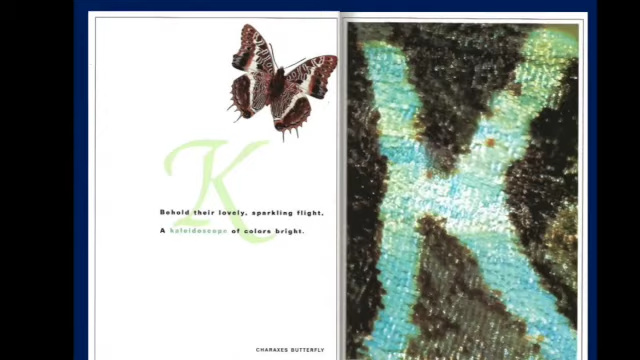 K
Behold their lovely, sparkling flight,
A kaleidoscope of colors bright.
CHARAXES BUTTERFLY